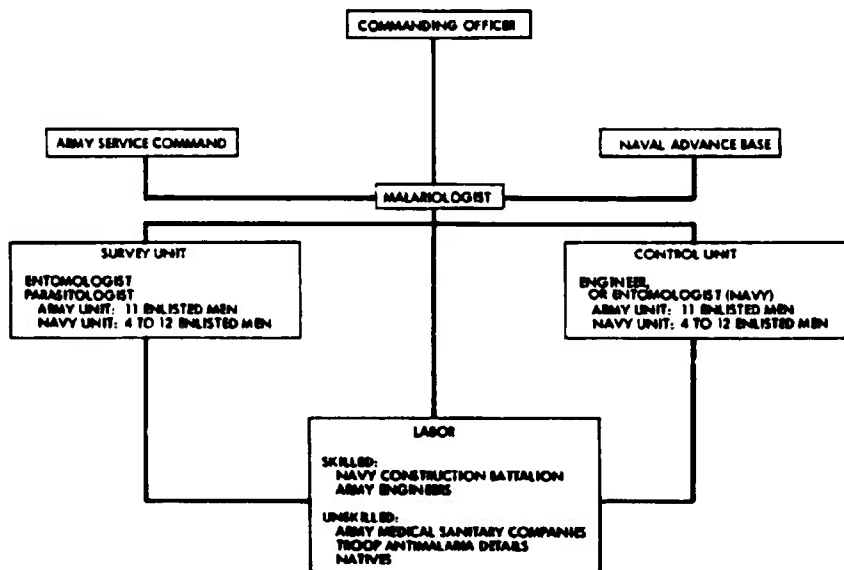 COMMANDING OFFICER
ARMY SERVICE COMMAND
NAVAL ADVANCE BASE
MALARIOLOGIST
SURVEY UNIT
ENTOMOLOGIST
PARASITOLOGIST
ARMY UNIT: 11 ENLISTED MEN
NAVY UNIT: 4 TO 12 ENLISTED MEN
CONTROL UNIT
ENGINEER,
OR ENTOMOLOGIST (NAVY)
ARMY UNIT: 11 ENLISTED MEN
NAVY UNIT: 4 TO 12 ENLISTED MEN
LABOR
SKILLED:
NAVY CONSTRUCTION BATTALION
ARMY ENGINEERS
UNSKILLED:
ARMY MEDICAL SANITARY COMPANIES
TROOP ANTIMALARIA DETAILS
NATIVES